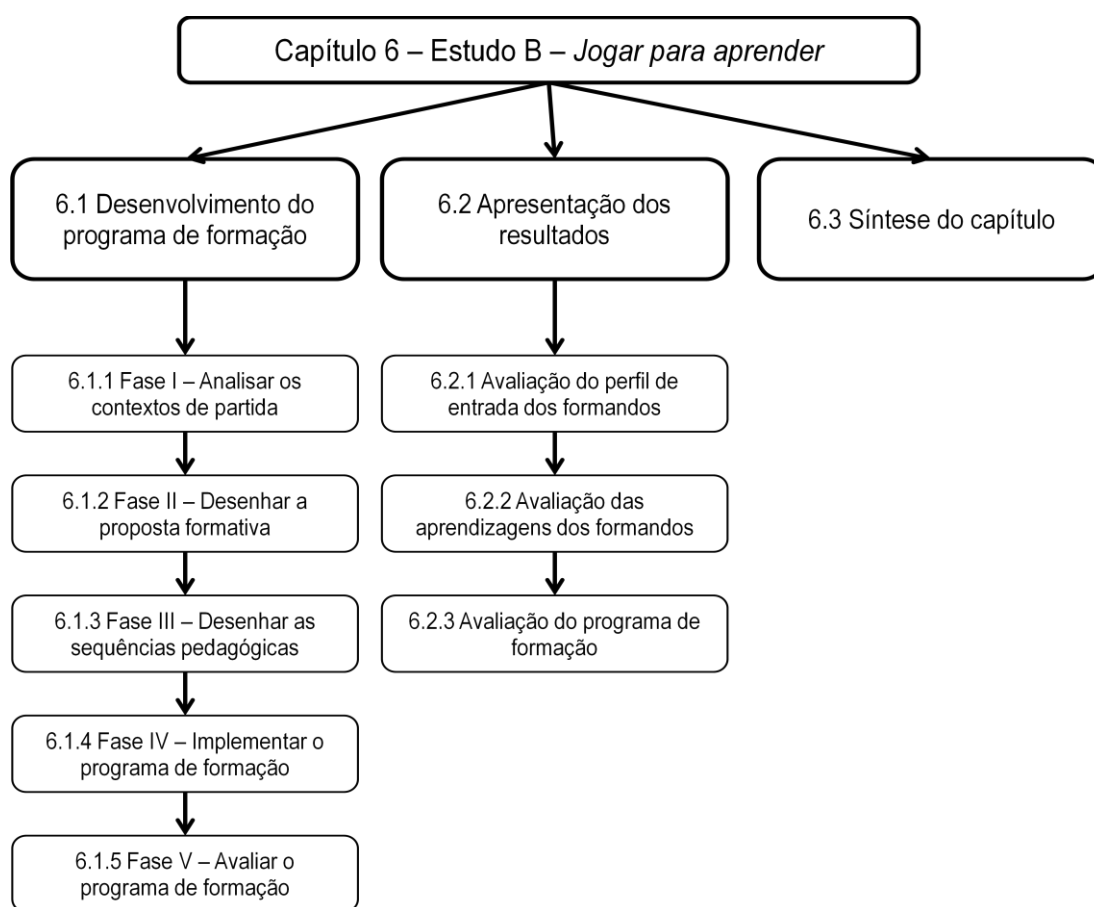 Capítulo 6 – Estudo B – Jogar para aprender
6.1 Desenvolvimento do
programa de formação
6.2 Apresentação dos
resultados
6.3 Síntese do capítulo
6.1.1 Fase I – Analisar os
contextos de partida
6.1.2 Fase II – Desenhar a
proposta formativa
6.1.3 Fase III – Desenhar as
sequências pedagógicas
6.1.4 Fase IV – Implementar o
programa de formação
6.1.5 Fase V – Avaliar o
programa de formação
6.2.1 Avaliação do perfil de
entrada dos formandos
6.2.2 Avaliação das
aprendizagens dos formandos
6.2.3 Avaliação do programa de
formação